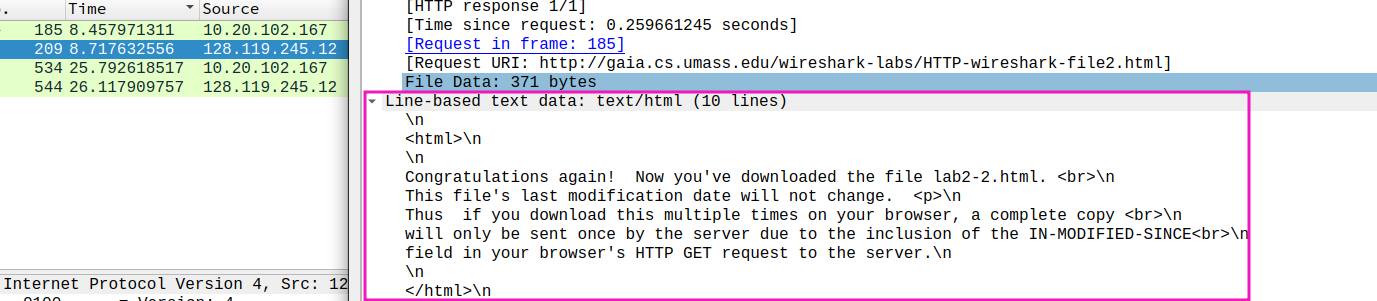 . Time Source
185 8.457971311 10.20.102.167
209 8.717632556 128.119.245.12
534 25.792618517 10.20.102.167
544 26.117909757 128.119.245.12
Internet Protocol Version 4, Src: 12
[HTTP response 1/1]
[Time since request: 0.259661245 seconds]
[Request in frame: 185]
[Request URI: http://gaia.cs.umass.edu/wireshark-labs/HTTP-wireshark-file2.html]
File Data: 371 bytes
Line-based text data: text/html (10 lines)
\n
<html>\n
\n
Congratulations again!  Now you've downloaded the file lab2-2.html. <br>\n
This file's last modification date will not change.  <p>\n
Thus  if you download this multiple times on your browser, a complete copy <br>\n
will only be sent once by the server due to the inclusion of the IN-MODIFIED-SINCE<br>\n
field in your browser's HTTP GET request to the server.\n
\n
</html>\n